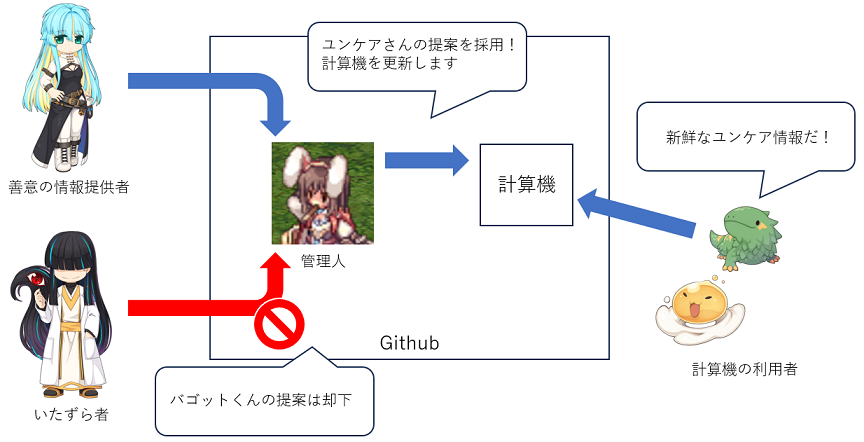 ユンケアさんの提案を採用！
計算機を更新します
新鮮なユンケア情報だ！
善意の情報提供者
計算機
管理人
Github
計算機の利用者
バゴットくんの提案は却下
いたずら者